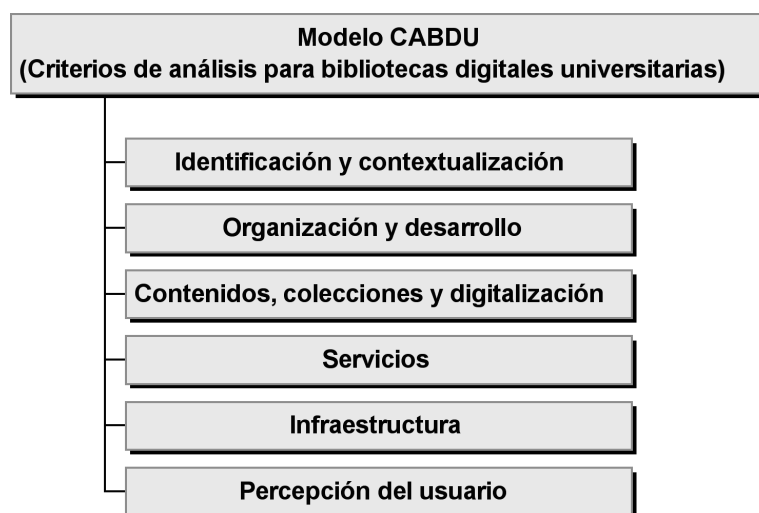 Modelo CABDU
(Criterios de análisis para bibliotecas digitales universitarias)
Identificación y contextualización
Organización y desarrollo
Contenidos, colecciones y digitalización
Servicios
Infraestructura
Percepción del usuario